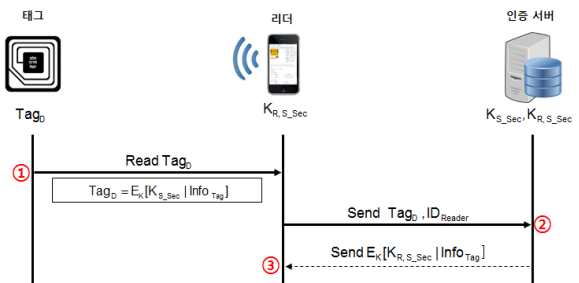 태그
리더
인증 서버
Tag_D
K_R, S_Sec
K_S_Sec, K_R, S_Sec
① Read Tag_D
Tag_D = E_K[K_S_Sec | Info_Tag]
Send Tag_D , ID_Reader ②
Send E_K[K_R, S_Sec | Info_Tag]
③